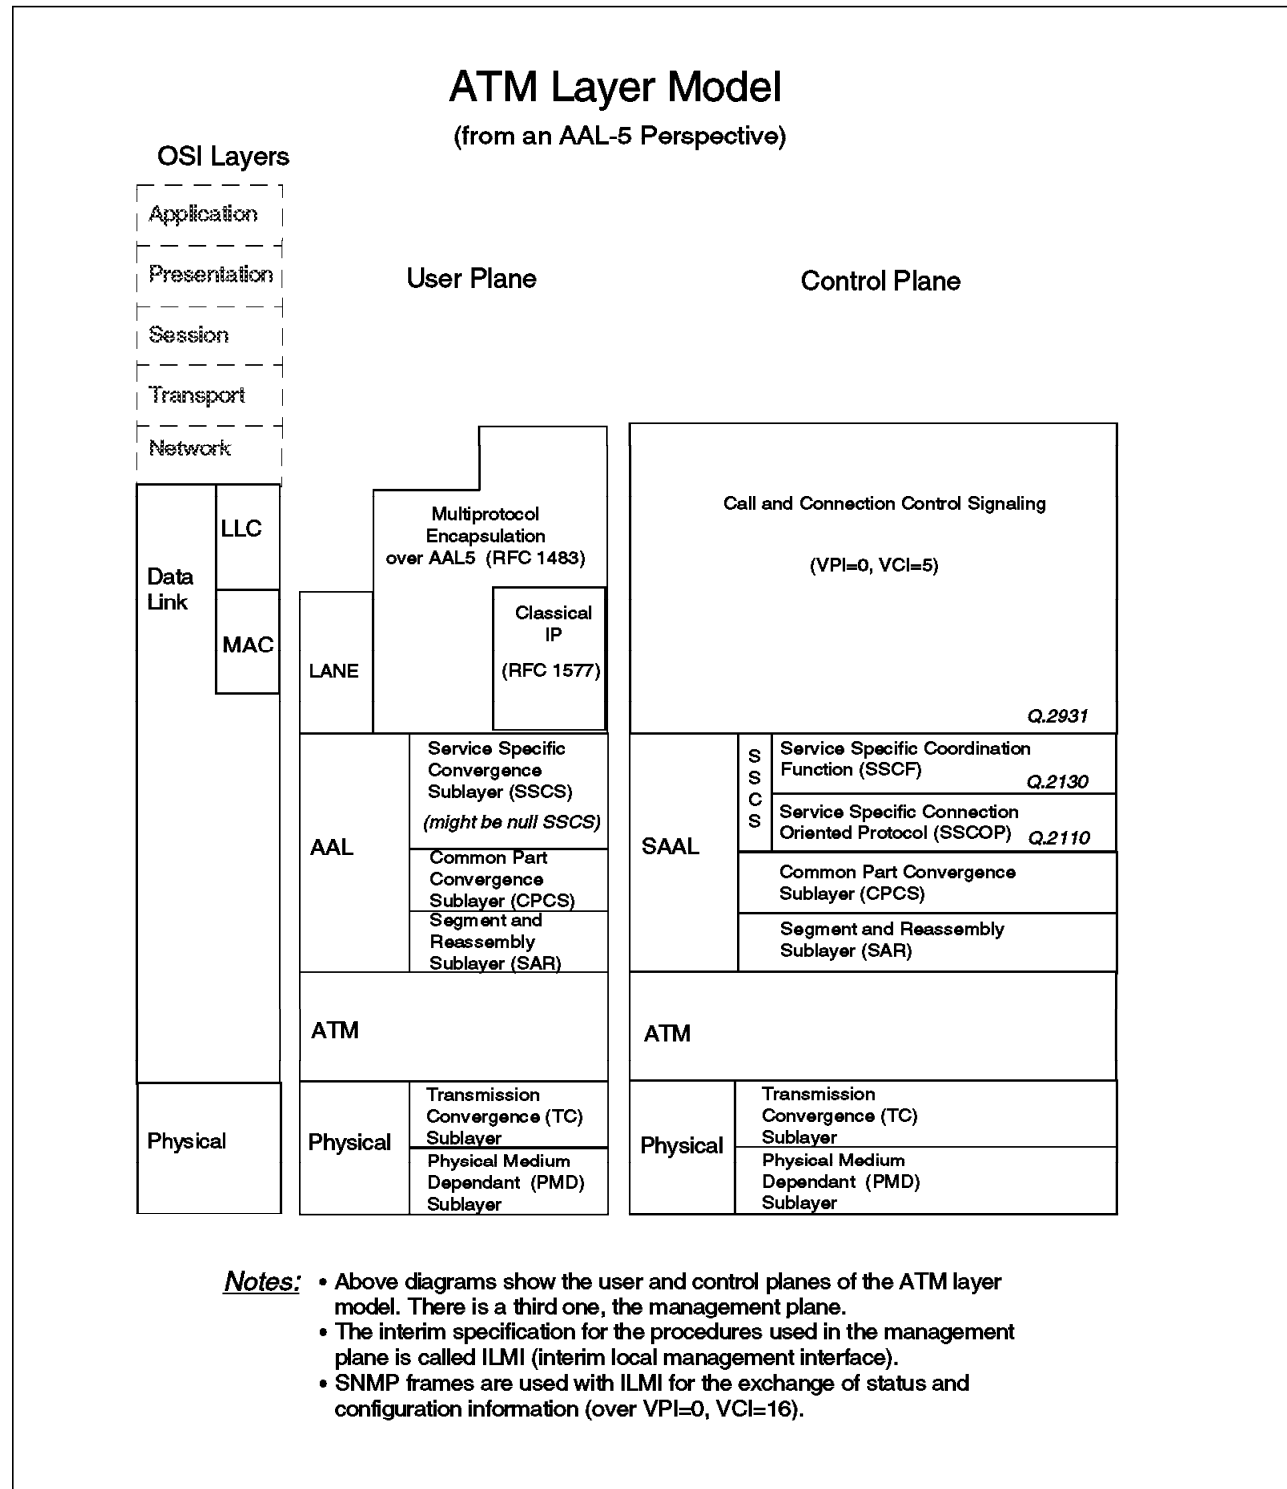 ATM Layer Model
(from an AAL-5 Perspective)
OSI Layers
Application
Presentation
Session
Transport
Network
Data
Link
LLC
MAC
Physical
User Plane
Multiprotocol
Encapsulation
over AAL5 (RFC 1483)
Classical
IP
(RFC 1577)
LANE
AAL
Service Specific
Convergence
Sublayer (SSCS)
(might be null SSCS)
Common Part
Convergence
Sublayer (CPCS)
Segment and
Reassembly
Sublayer (SAR)
ATM
Physical
Transmission
Convergence (TC)
Sublayer
Physical Medium
Dependant (PMD)
Sublayer
Control Plane
Call and Connection Control Signaling
(VPI=0, VCI=5)
Q.2931
SAAL
S
S
C
S
Service Specific Coordination
Function (SSCF)
Q.2130
Service Specific Connection
Oriented Protocol (SSCOP) Q.2110
Common Part Convergence
Sublayer (CPCS)
Segment and Reassembly
Sublayer (SAR)
ATM
Physical
Transmission
Convergence (TC)
Sublayer
Physical Medium
Dependant (PMD)
Sublayer
Notes: • Above diagrams show the user and control planes of the ATM layer
model. There is a third one, the management plane.
• The interim specification for the procedures used in the management
plane is called ILMI (interim local management interface).
• SNMP frames are used with ILMI for the exchange of status and
configuration information (over VPI=0, VCI=16).